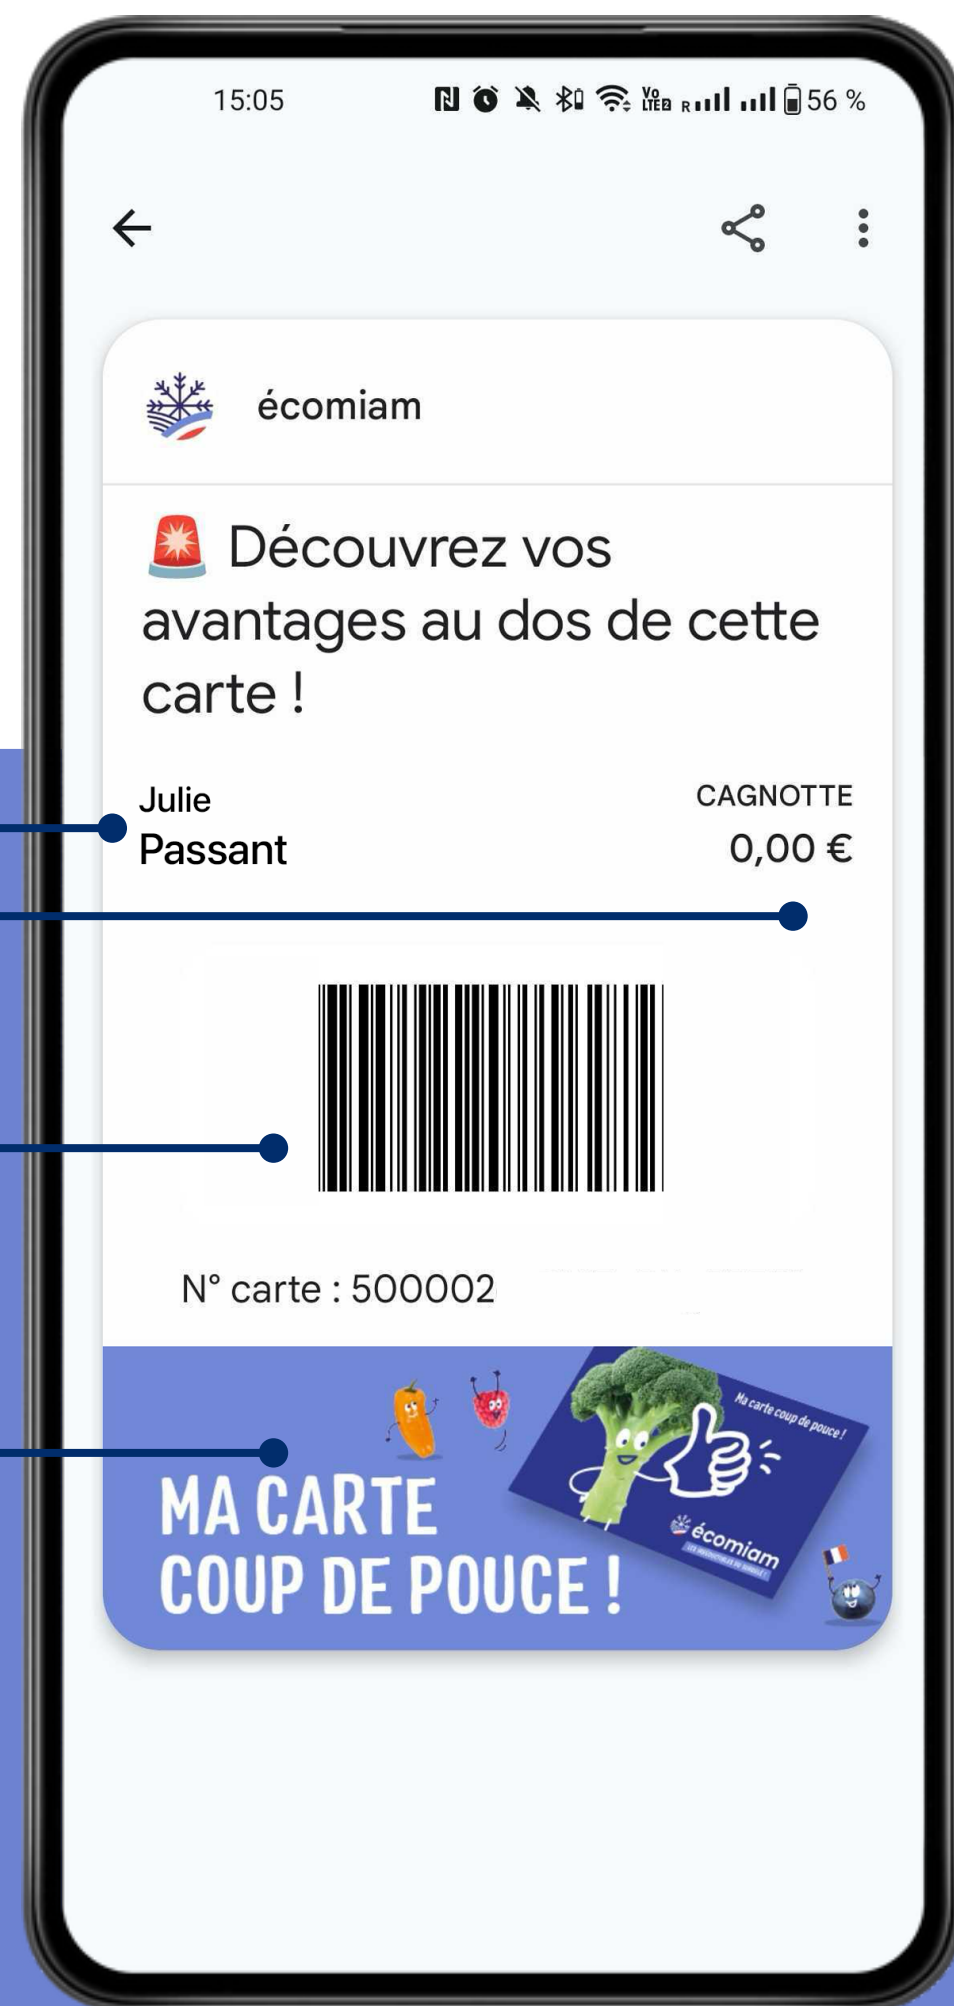 15:05 56 %
écomiam
Découvrez vos
avantages au dos de cette
carte !
Julie
Passant
CAGNOTTE
0,00 €
N° carte : 500002
Ma carte coup de pouce !
écomiam
MA CARTE
COUP DE POUCE !